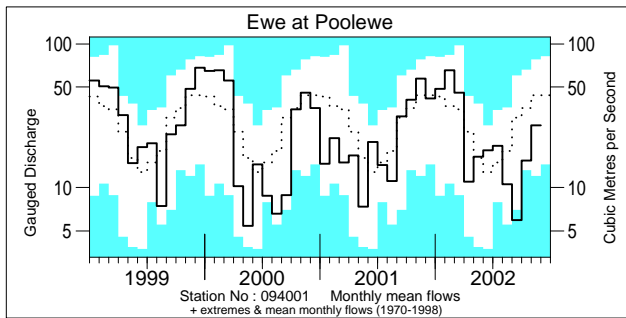 Ewe at Poolewe
100
50
10
5
Gauged Discharge
100
50
10
5
Cubic Metres per Second
1999 2000 2001 2002
Station No : 094001 Monthly mean flows
+ extremes & mean monthly flows (1970-1998)